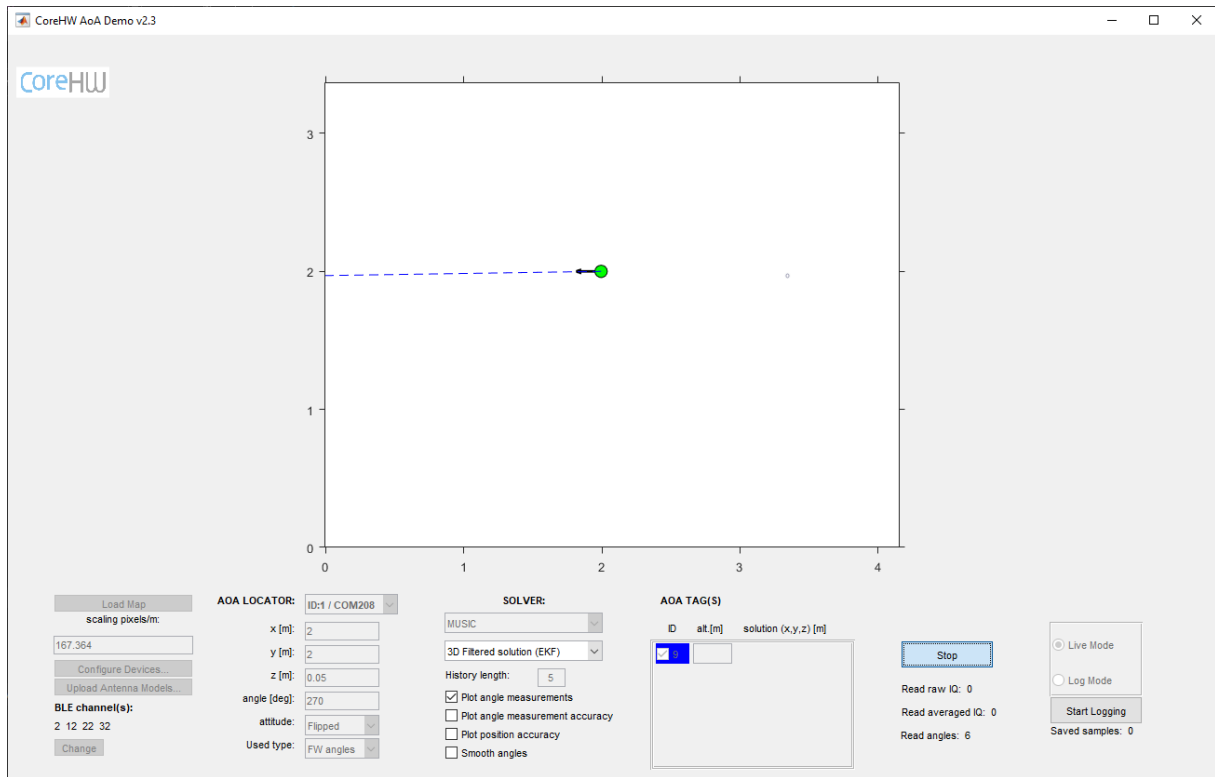 CoreHW AoA Demo v2.3
CoreHW
3
2
1
0
0 1 2 3 4
Load Map
scaling pixels/m:
167.364
Configure Devices...
Upload Antenna Models...
BLE channel(s):
2 12 22 32
Change
AOA LOCATOR: ID:1 / COM208
x [m]: 2
y [m]: 2
z [m]: 0.05
angle [deg]: 270
attitude: Flipped
Used type: FW angles
SOLVER:
MUSIC
3D Filtered solution (EKF)
History length: 5
Plot angle measurements
Plot angle measurement accuracy
Plot position accuracy
Smooth angles
AOA TAG(S)
ID alt.[m] solution (x,y,z) [m]
9
Stop
Read raw IQ: 0
Read averaged IQ: 0
Read angles: 6
Live Mode
Log Mode
Start Logging
Saved samples: 0